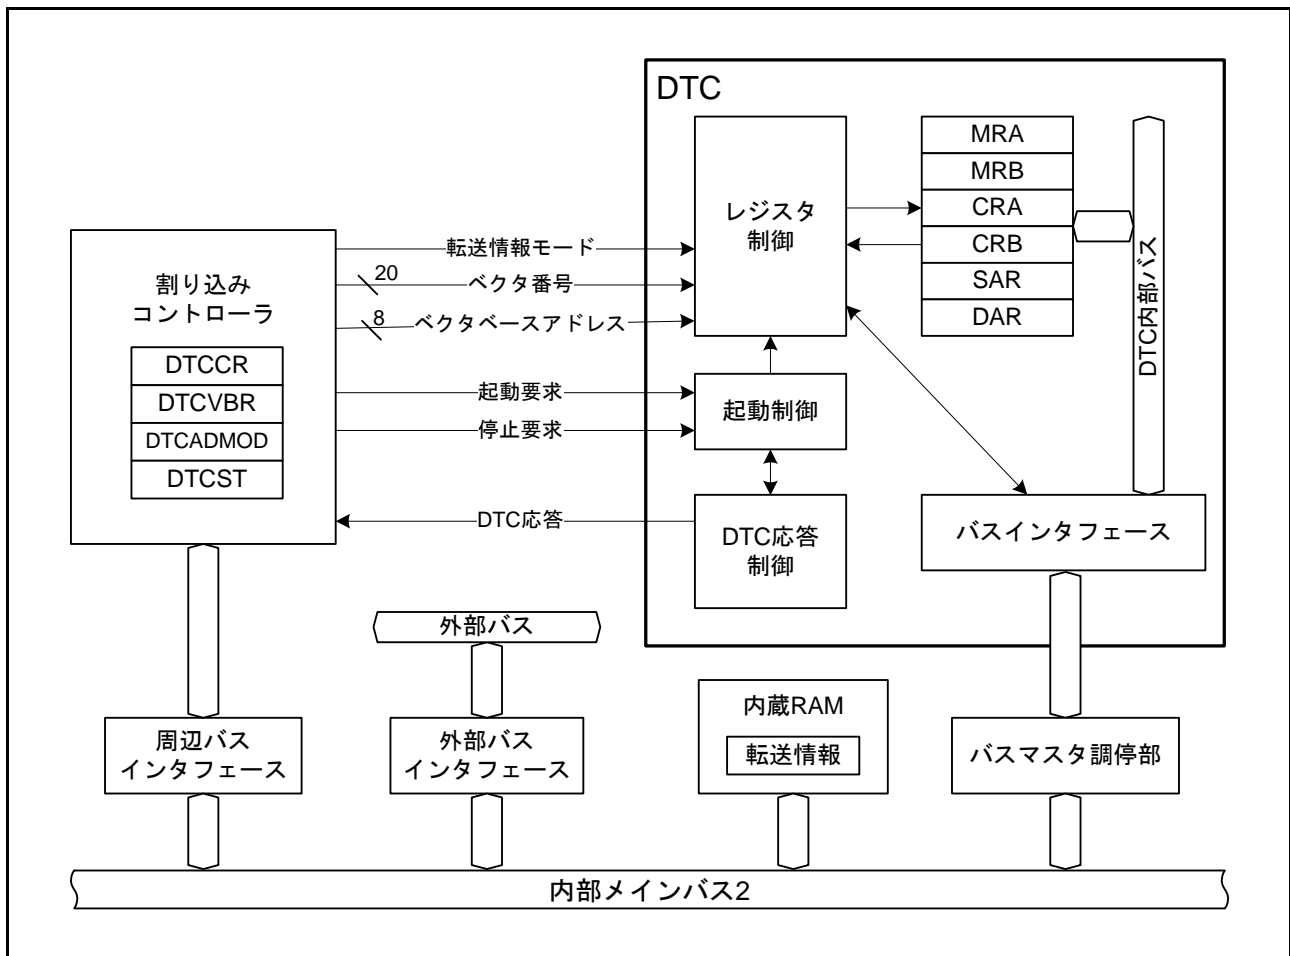 DTC
MRA
MRB
CRA
CRB
SAR
DAR
レジスタ
制御
DTC内部バス
転送情報モード
20
ベクタ番号
8
ベクタベースアドレス
割り込み
コントローラ
DTCCR
DTCVBR
DTCADMOD
DTCST
起動要求
停止要求
起動制御
DTC応答
DTC応答
制御
バスインタフェース
外部バス
周辺バス
インタフェース
外部バス
インタフェース
内蔵RAM
転送情報
バスマスタ調停部
内部メインバス2